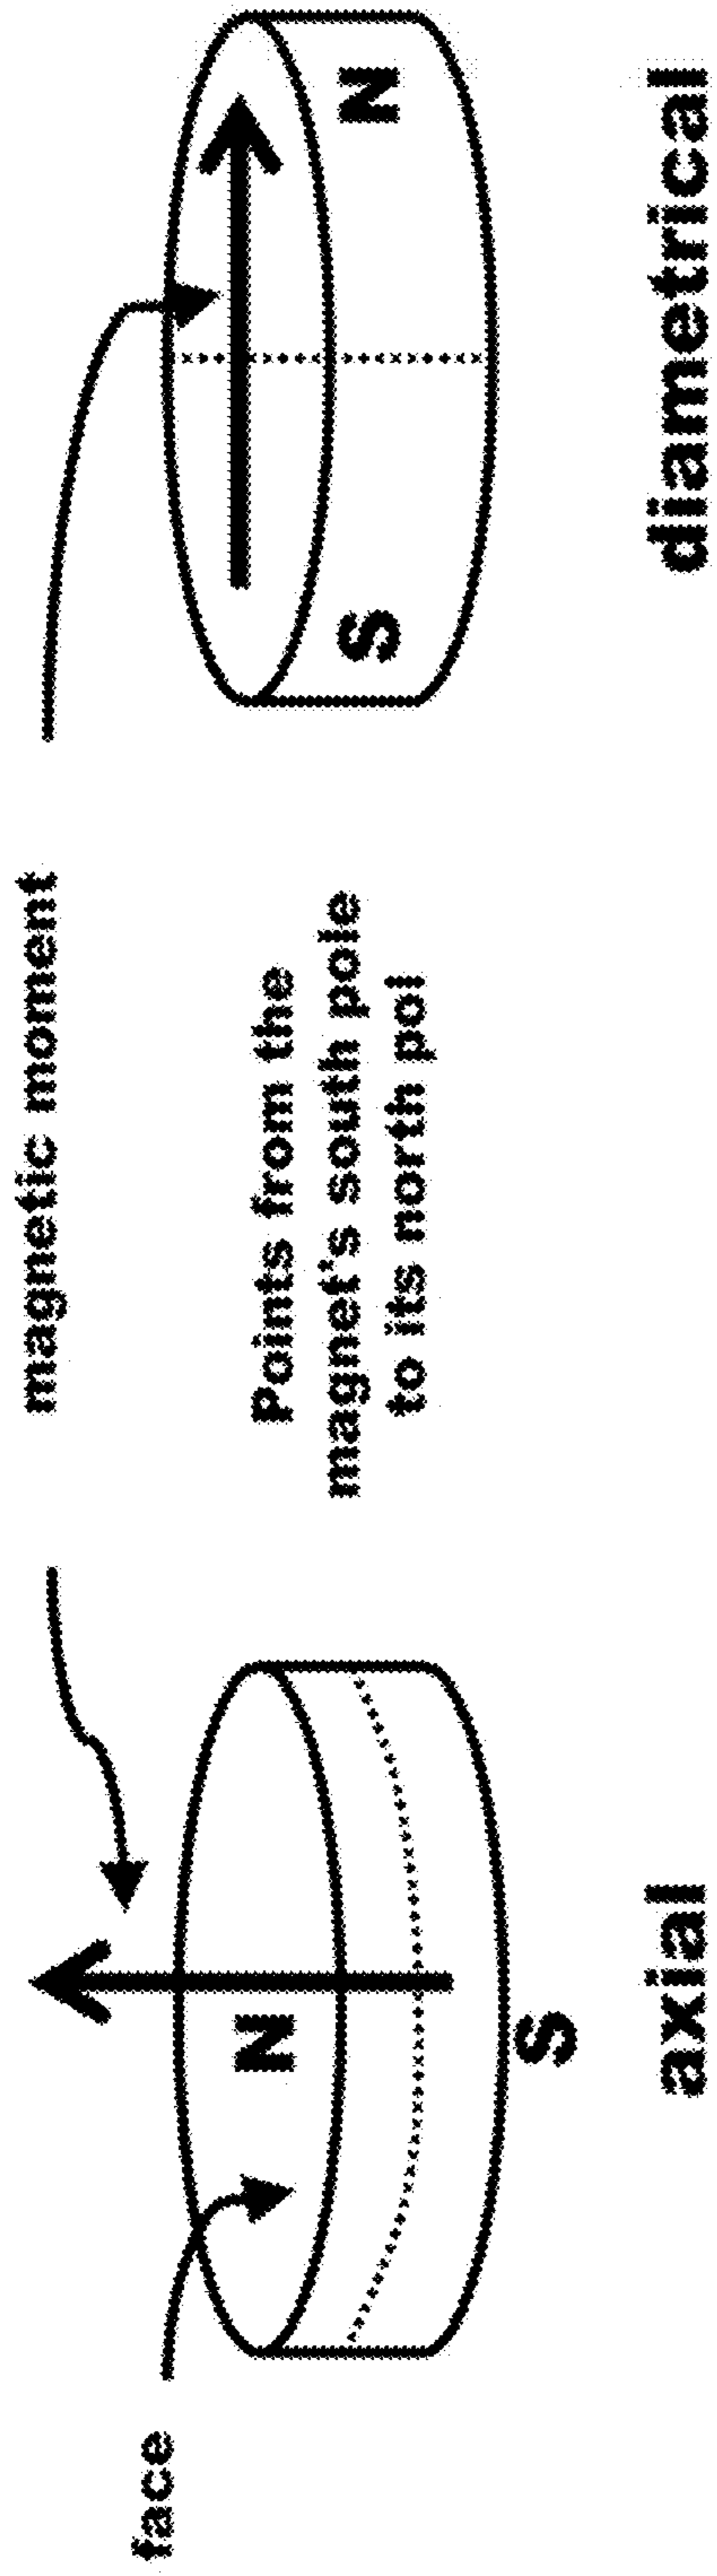 face
N
S
axial
magnetic moment
Points from the
magnet's south pole
to its north pol
S
N
diametrical